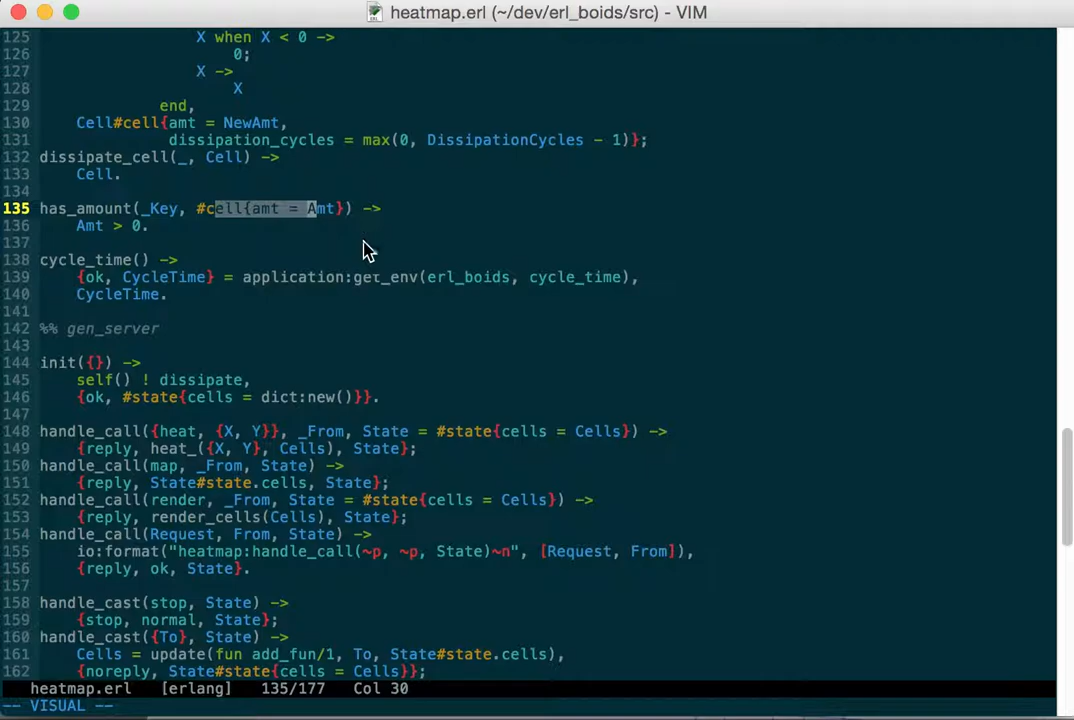 heatmap.erl (~/dev/erl_boids/src) - VIM
125 X when X < 0 ->
126 0;
127 X ->
128 X
129 end,
130 Cell#cell{amt = NewAmt,
131 dissipation_cycles = max(0, DissipationCycles - 1)};
132 dissipate_cell(_, Cell) ->
133 Cell.
134
135 has_amount(_Key, #cell{amt = Amt}) ->
136 Amt > 0.
137
138 cycle_time() ->
139 {ok, CycleTime} = application:get_env(erl_boids, cycle_time),
140 CycleTime.
141
142 %% gen_server
143
144 init({}) ->
145 self() ! dissipate,
146 {ok, #state{cells = dict:new()}}.
147
148 handle_call({heat, {X, Y}}, _From, State = #state{cells = Cells}) ->
149 {reply, heat_({X, Y}, Cells), State};
150 handle_call(map, _From, State) ->
151 {reply, State#state.cells, State};
152 handle_call(render, _From, State = #state{cells = Cells}) ->
153 {reply, render_cells(Cells), State};
154 handle_call(Request, From, State) ->
155 io:format("heatmap:handle_call(~p, ~p, State)~n", [Request, From]),
156 {reply, ok, State}.
157
158 handle_cast(stop, State) ->
159 {stop, normal, State};
160 handle_cast({To}, State) ->
161 Cells = update(fun add_fun/1, To, State#state.cells),
162 {noreply, State#state{cells = Cells}};
heatmap.erl [erlang] 135/177 Col 30
-- VISUAL --